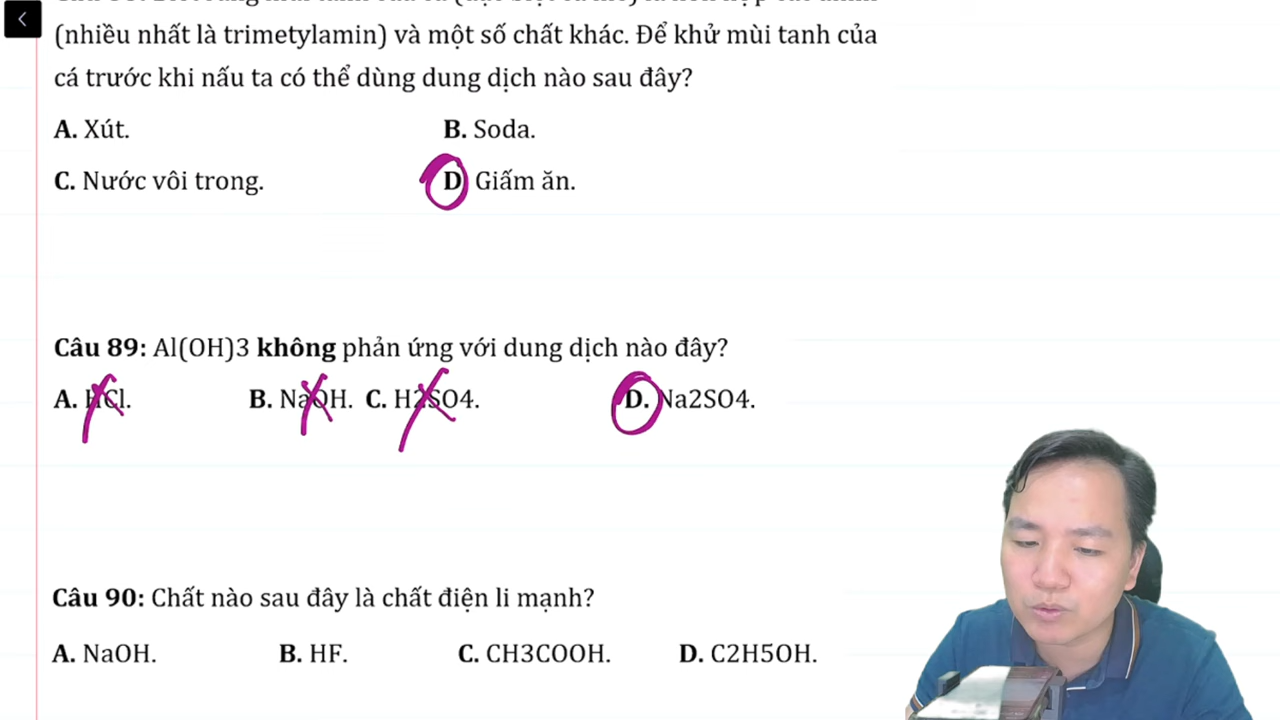 (nhiều nhất là trimetylamin) và một số chất khác. Để khử mùi tanh của
cá trước khi nấu ta có thể dùng dung dịch nào sau đây?
A. Xút. B. Soda.
C. Nước vôi trong. D Giấm ăn.
Câu 89: Al(OH)3 không phản ứng với dung dịch nào đây?
A. HCl. B. NaOH. C. H2SO4. D. Na2SO4.
Câu 90: Chất nào sau đây là chất điện li mạnh?
A. NaOH. B. HF. C. CH3COOH. D. C2H5OH.